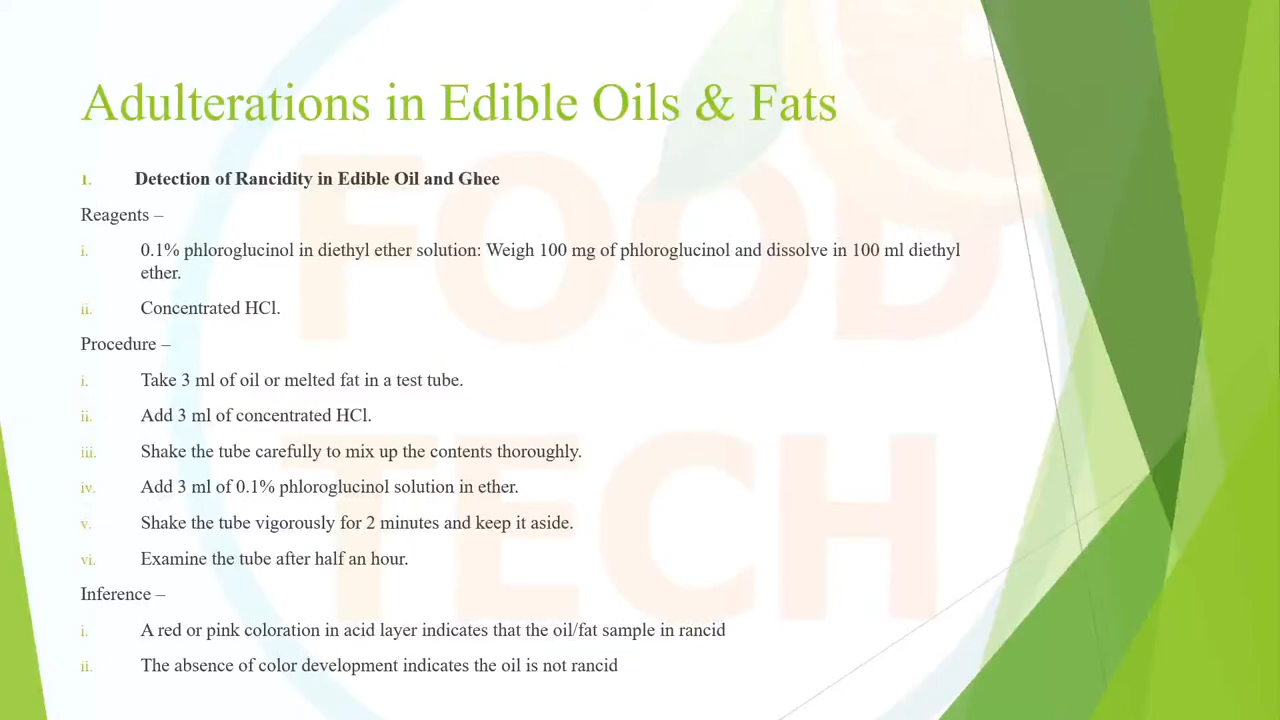 Adulterations in Edible Oils & Fats
1. Detection of Rancidity in Edible Oil and Ghee
Reagents –
i. 0.1% phloroglucinol in diethyl ether solution: Weigh 100 mg of phloroglucinol and dissolve in 100 ml diethyl
ether.
ii. Concentrated HCl.
Procedure –
i. Take 3 ml of oil or melted fat in a test tube.
ii. Add 3 ml of concentrated HCl.
iii. Shake the tube carefully to mix up the contents thoroughly.
iv. Add 3 ml of 0.1% phloroglucinol solution in ether.
v. Shake the tube vigorously for 2 minutes and keep it aside.
vi. Examine the tube after half an hour.
Inference –
i. A red or pink coloration in acid layer indicates that the oil/fat sample in rancid
ii. The absence of color development indicates the oil is not rancid
FOOD
TECH